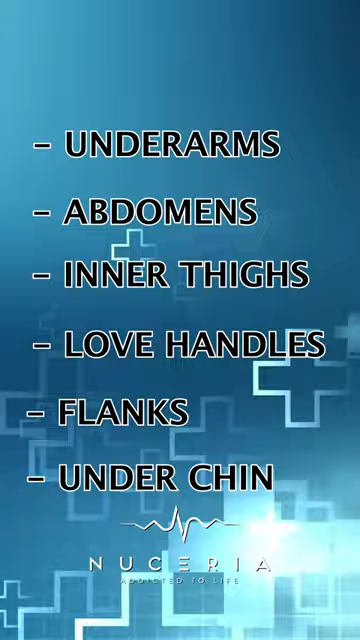 - UNDERARMS
- ABDOMENS
- INNER THIGHS
- LOVE HANDLES
- FLANKS
- UNDER CHIN
NUCERIA
ADDICTED TO LIFE